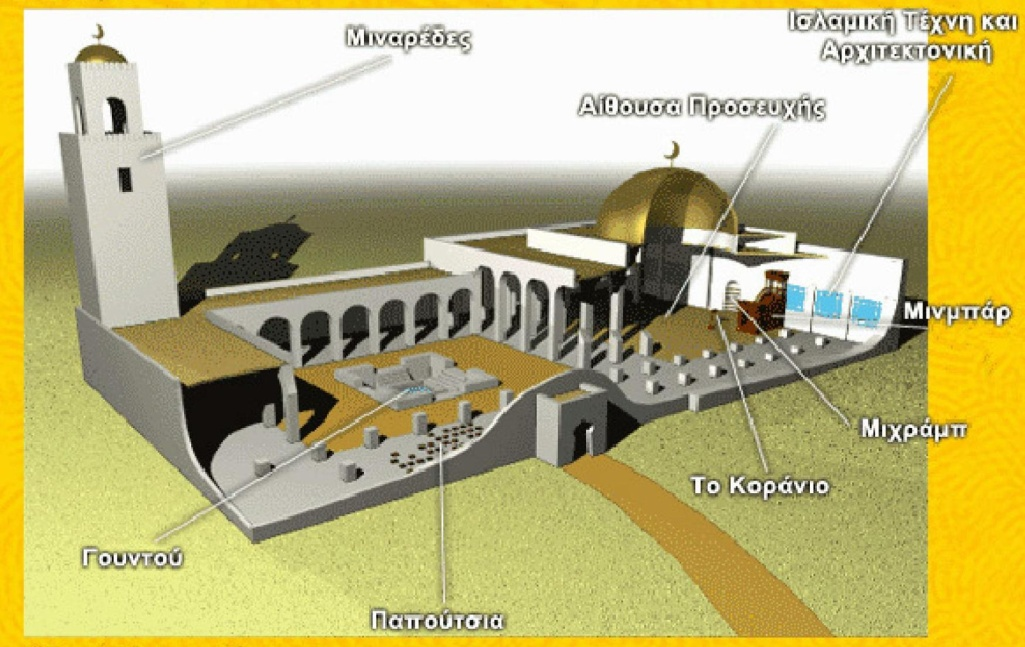 Ισλαμική Τέχνη και
Αρχιτεκτονική
Μιναρέδες
Αίθουσα Προσευχής
Μινμπάρ
Μιχράμπ
Το Κοράνιο
Γουντού
Παπούτσια